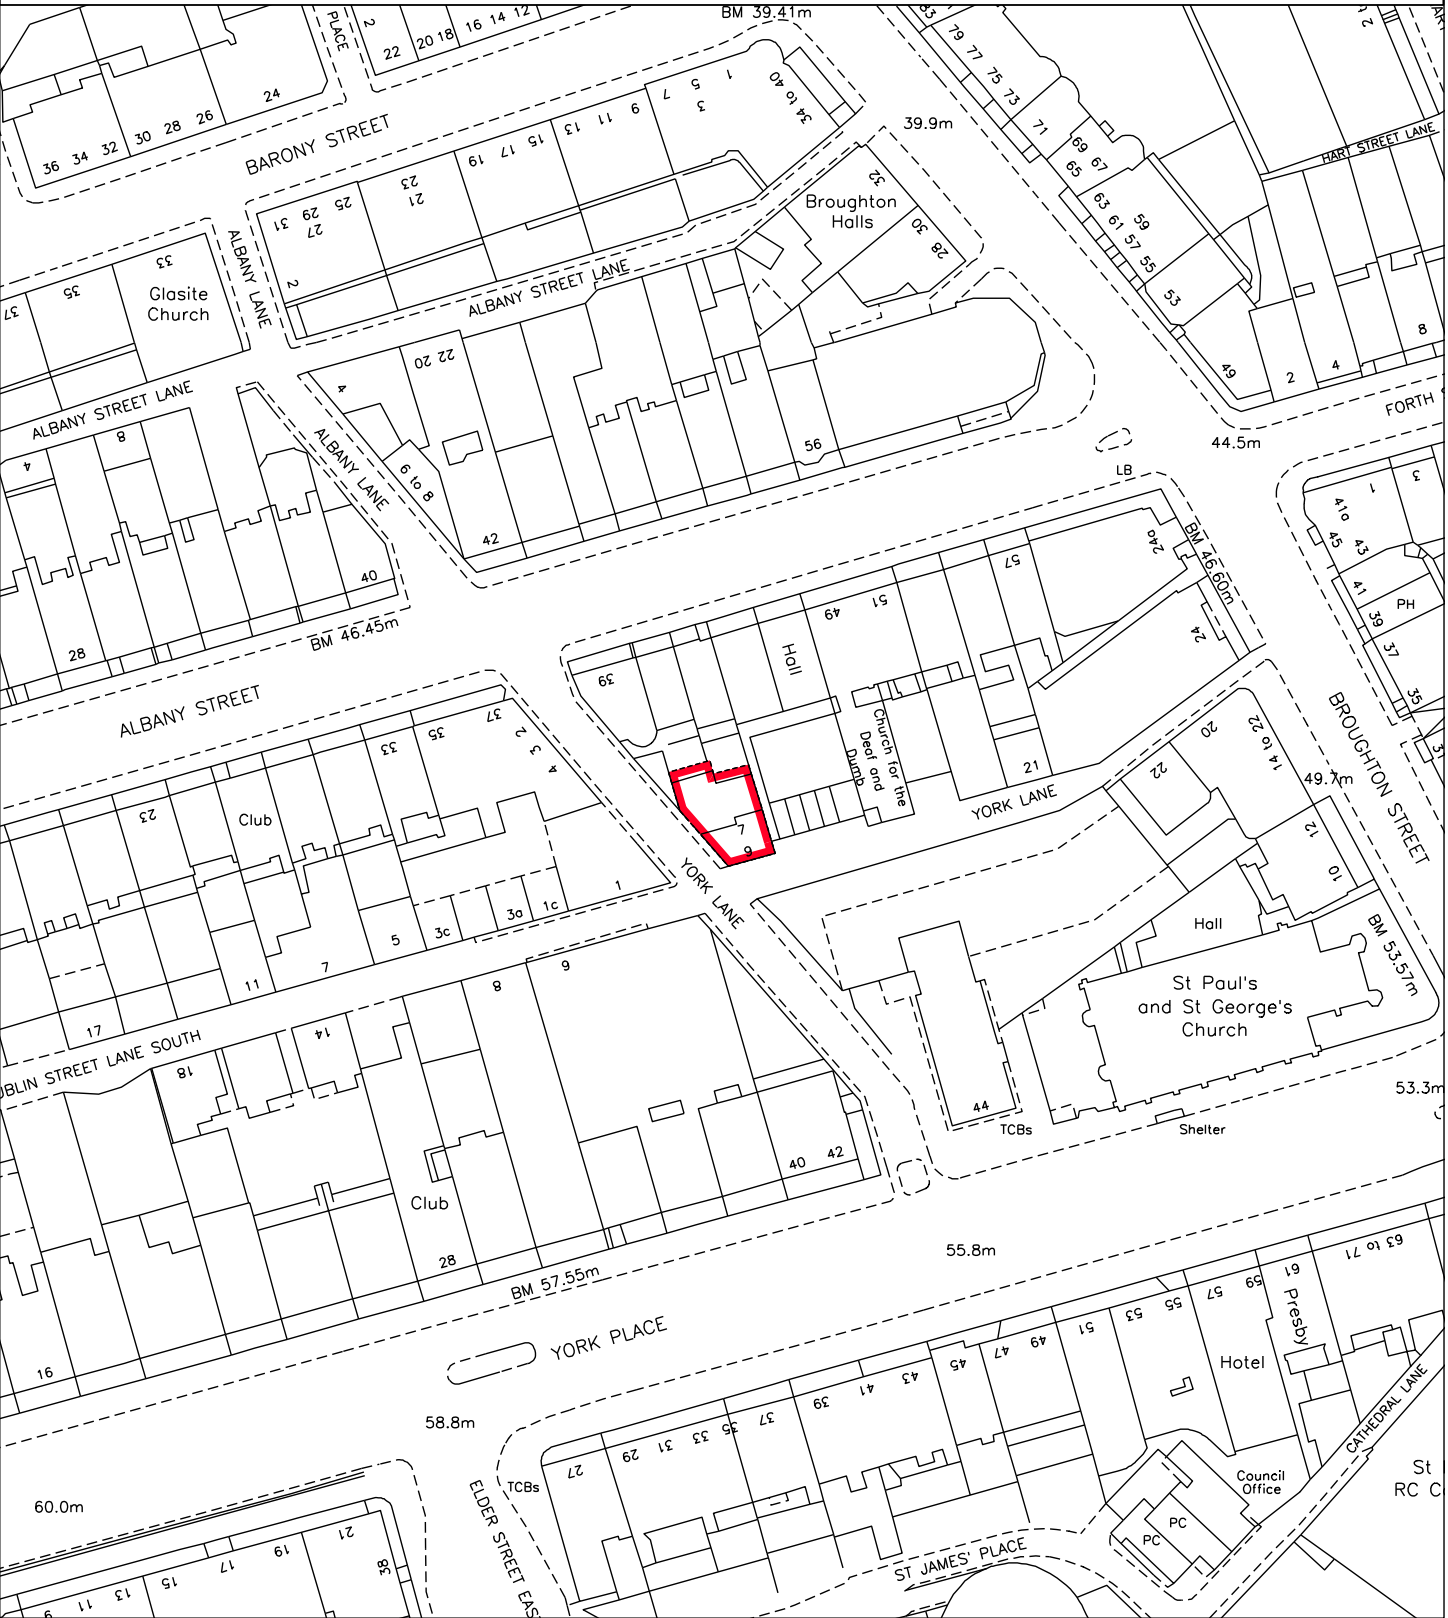 BM 39.41m
PLACE
2
22
20 18
16 14 12
24
36 34 32 30 28 26
BARONY STREET
83
79
77
75
73
71
69
67
65
63
61
59
57
55
53
49
2
HART STREET LANE
39.9m
1
3
5
7
9
11
13
15
17
19
21
23
25
27
29
31
2
34 to 40
32
Broughton
Halls
30
28
33
35
37
Glasite
Church
ALBANY LANE
ALBANY STREET LANE
ALBANY STREET LANE
4
20 22
6 to 8
42
56
ALBANY LANE
4
8
40
28
BM 46.45m
ALBANY STREET
2
4
8
FORTH
44.5m
LB
BM 46.60m
24a
24
41a
1
3
45
43
41
39
PH
37
35
BROUGHTON STREET
39
Hall
49
51
57
Church for the
Deaf and
Dumb
21
YORK LANE
7
9
YORK LANE
37
2
3
4
35
33
23
Club
1
1c
3a
3c
5
7
11
17
DUBLIN STREET LANE SOUTH
20
14 to 22
22
49.7m
12
10
Hall
BM 53.57m
St Paul's
and St George's
Church
53.3m
44
TCBs
Shelter
9
8
14
18
Club
28
40
42
16
BM 57.55m
YORK PLACE
55.8m
58.8m
60.0m
63 to 71
61
59
57
55
53
51
49
47
45
43
41
39
37
35
33
31
29
27
Presby
Hotel
CATHEDRAL LANE
Council
Office
PC
PC
St
RC C
TCBs
ELDER STREET EAS
ST JAMES' PLACE
38
21
19
17
15
13
11
9